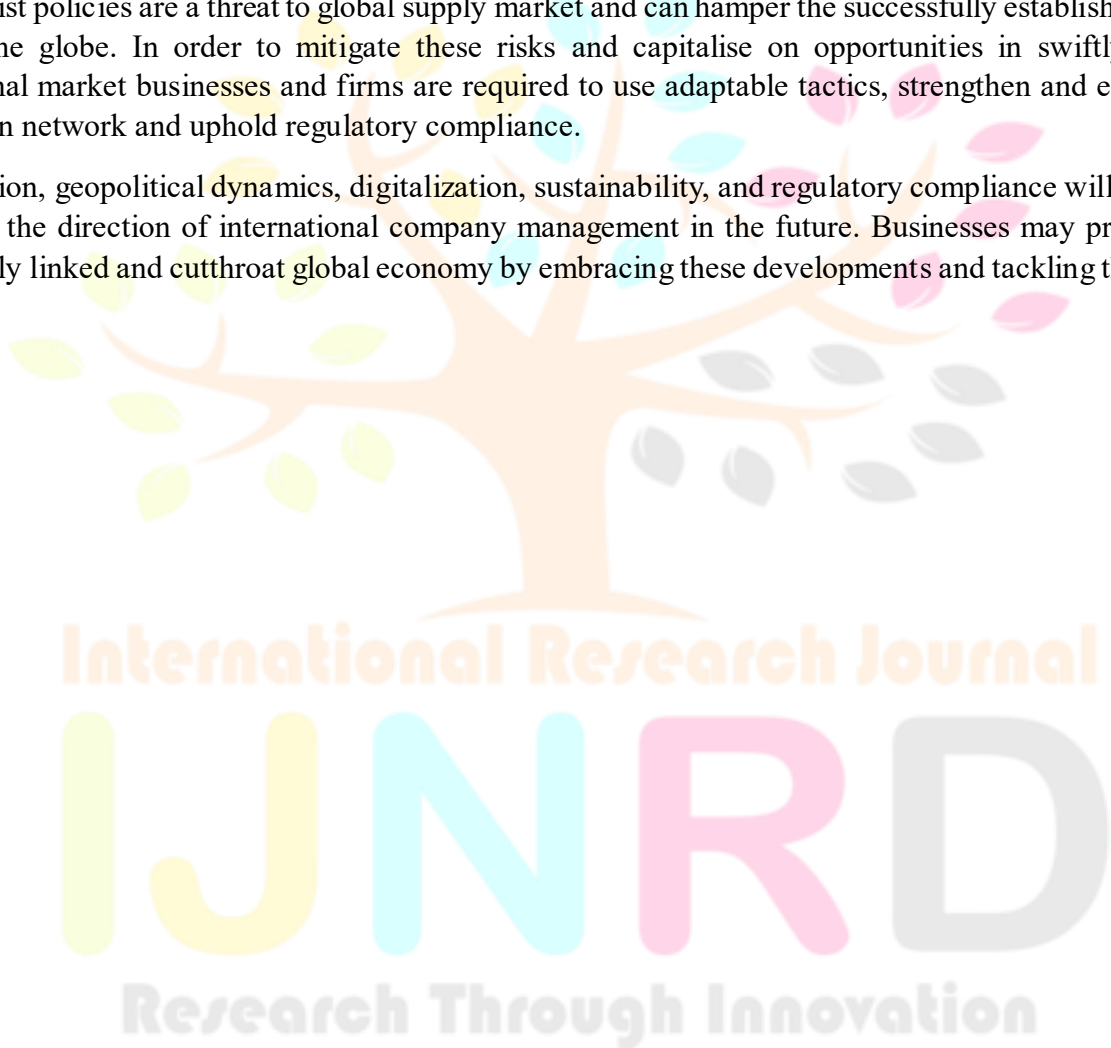 ist policies are a threat to global supply market and can hamper the successfully establish
ne globe. In order to mitigate these risks and capitalise on opportunities in swiftly
nal market businesses and firms are required to use adaptable tactics, strengthen and e
n network and uphold regulatory compliance.
ion, geopolitical dynamics, digitalization, sustainability, and regulatory compliance will
the direction of international company management in the future. Businesses may pr
ly linked and cutthroat global economy by embracing these developments and tackling th
International Research Journal
IJNRD
Research Through Innovation